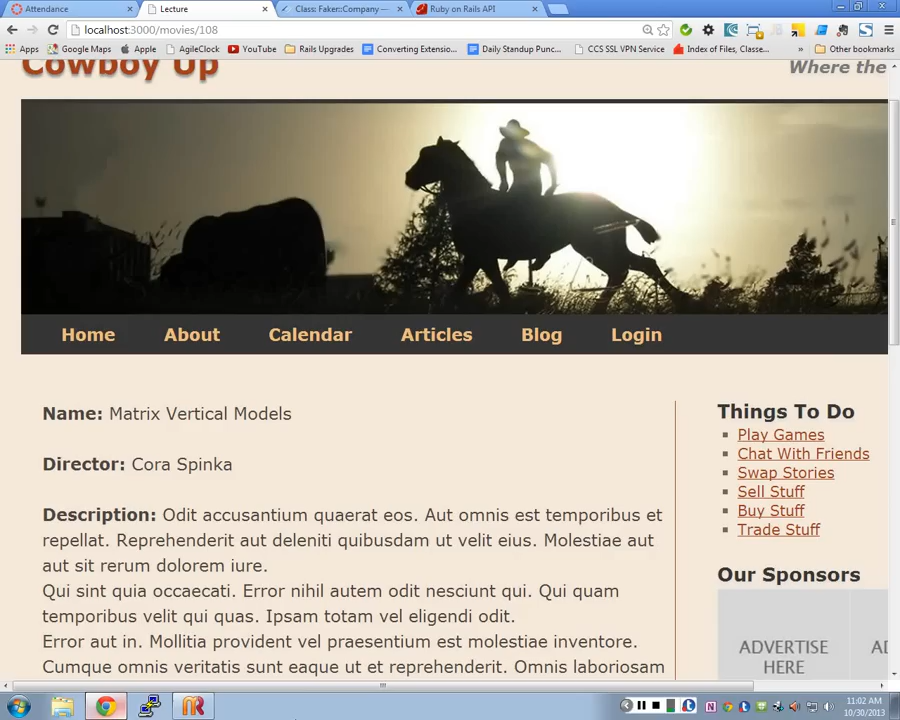 Attendance
Lecture
Class: Faker::Company —
Ruby on Rails API
localhost:3000/movies/108
Apps
Google Maps
Apple
AgileClock
YouTube
Rails Upgrades
Converting Extensio...
Daily Standup Punc...
CCS SSL VPN Service
Index of Files, Classe...
»
Other bookmarks
Cowboy Up
Where the
Home
About
Calendar
Articles
Blog
Login
Name: Matrix Vertical Models
Director: Cora Spinka
Description: Odit accusantium quaerat eos. Aut omnis est temporibus et
repellat. Reprehenderit aut deleniti quibusdam ut velit eius. Molestiae aut
aut sit rerum dolorem iure.
Qui sint quia occaecati. Error nihil autem odit nesciunt qui. Qui quam
temporibus velit qui quas. Ipsam totam vel eligendi odit.
Error aut in. Mollitia provident vel praesentium est molestiae inventore.
Cumque omnis veritatis sunt eaque ut et reprehenderit. Omnis laboriosam
Things To Do
Play Games
Chat With Friends
Swap Stories
Sell Stuff
Buy Stuff
Trade Stuff
Our Sponsors
ADVERTISE
HERE
AD
11:02 AM
10/30/2013